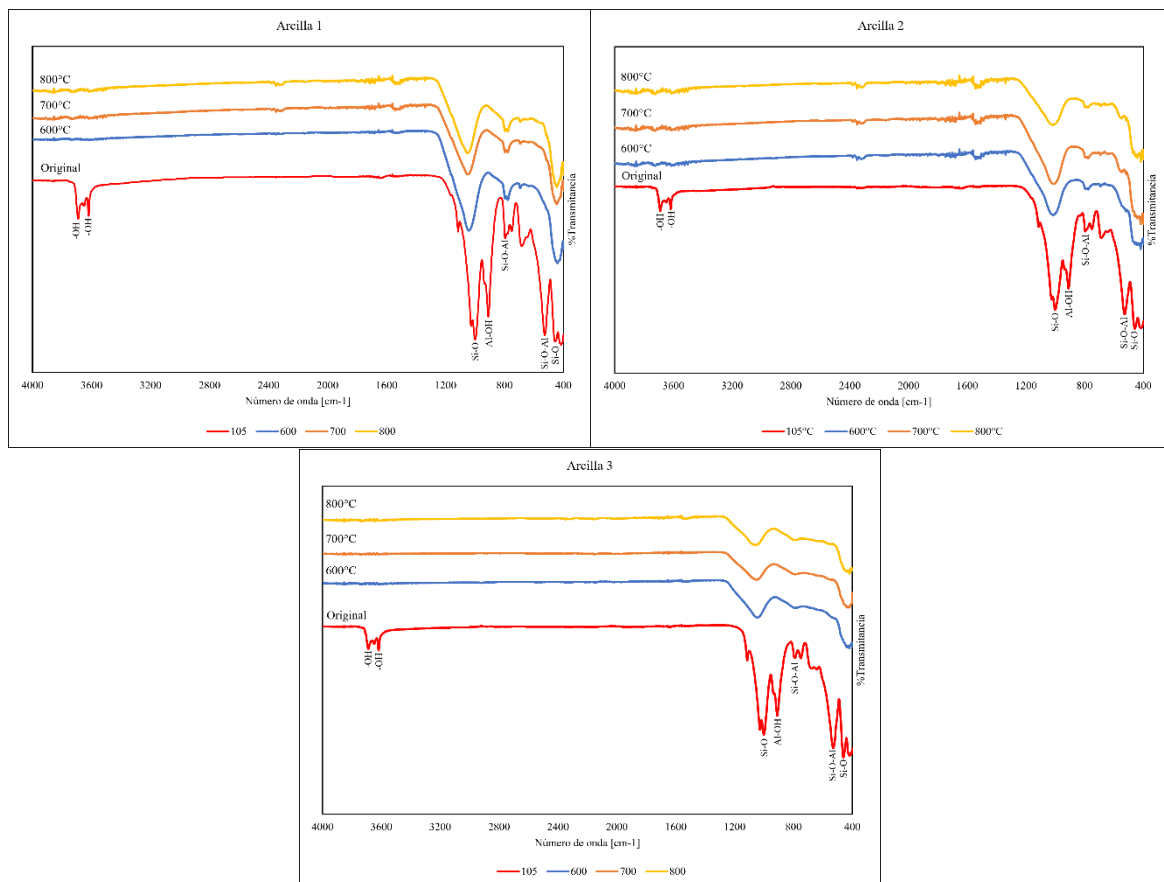 Arcilla 1
800°C
700°C
600°C
Original
-OH
-OH
Si-O
Al-OH
Si-O-Al
Si-O-Al
Si-O
%Transmitancia
4000 3600 3200 2800 2400 2000 1600 1200 800 400
Número de onda [cm-1]
105 600 700 800
Arcilla 2
800°C
700°C
600°C
Original
-OH
-OH
Si-O
Al-OH
Si-O-Al
Si-O-Al
Si-O
%Transmitancia
4000 3600 3200 2800 2400 2000 1600 1200 800 400
Número de onda [cm-1]
105°C 600°C 700°C 800°C
Arcilla 3
800°C
700°C
600°C
Original
-OH
-OH
Si-O
Al-OH
Si-O-Al
Si-O-Al
Si-O
%Transmitancia
4000 3600 3200 2800 2400 2000 1600 1200 800 400
Número de onda [cm-1]
105 600 700 800